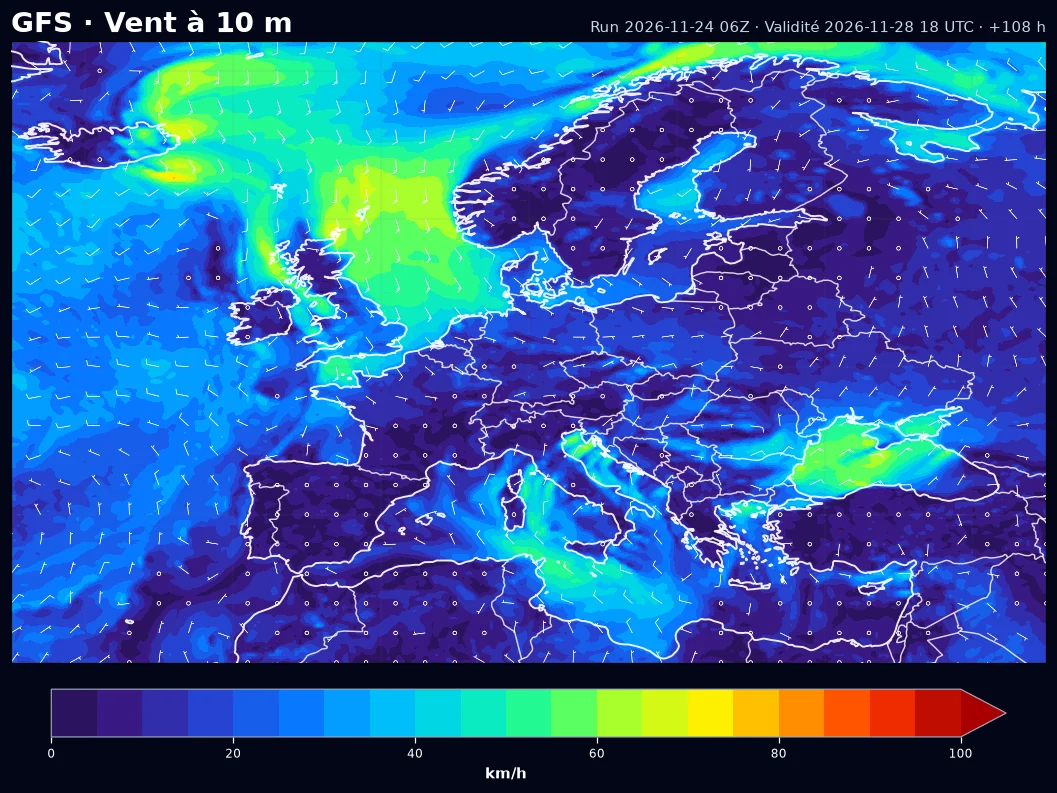 GFS · Vent à 10 m
Run 2026-11-24 06Z · Validité 2026-11-28 18 UTC · +108 h
0 20 40 60 80 100
km/h